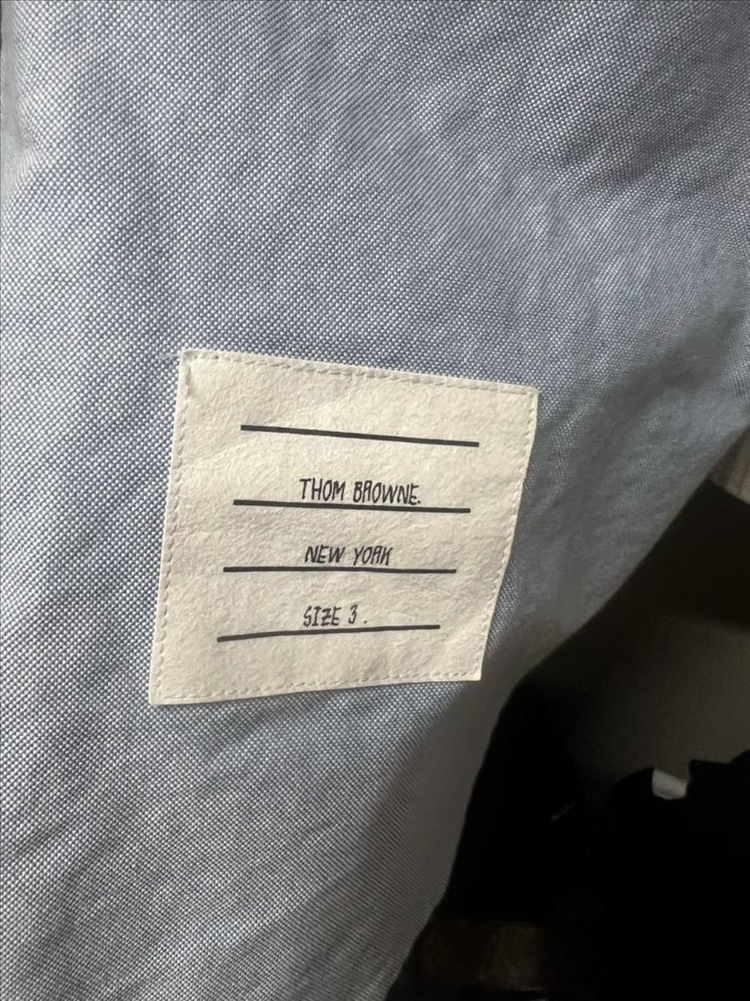 THOM BROWNE.
NEW YORK
SIZE 3.